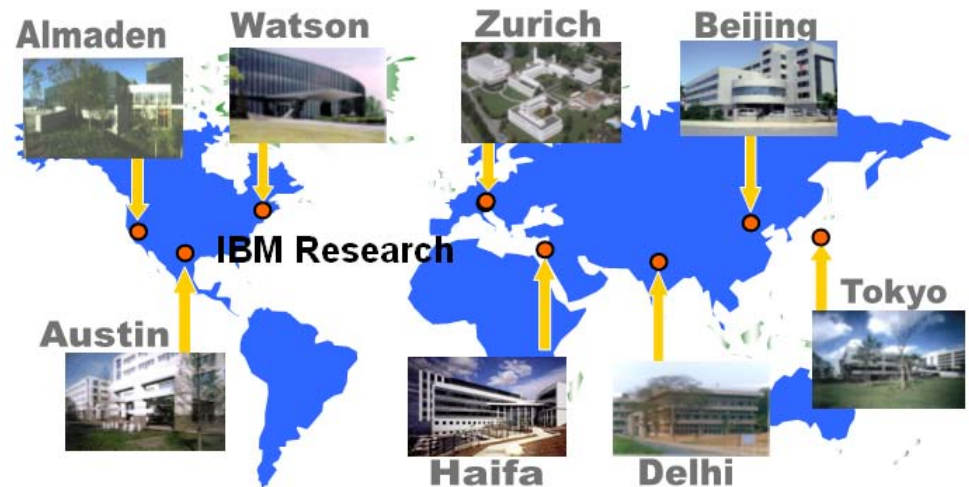 Almaden
Watson
Zurich
Beijing
IBM Research
Austin
Tokyo
Haifa
Delhi